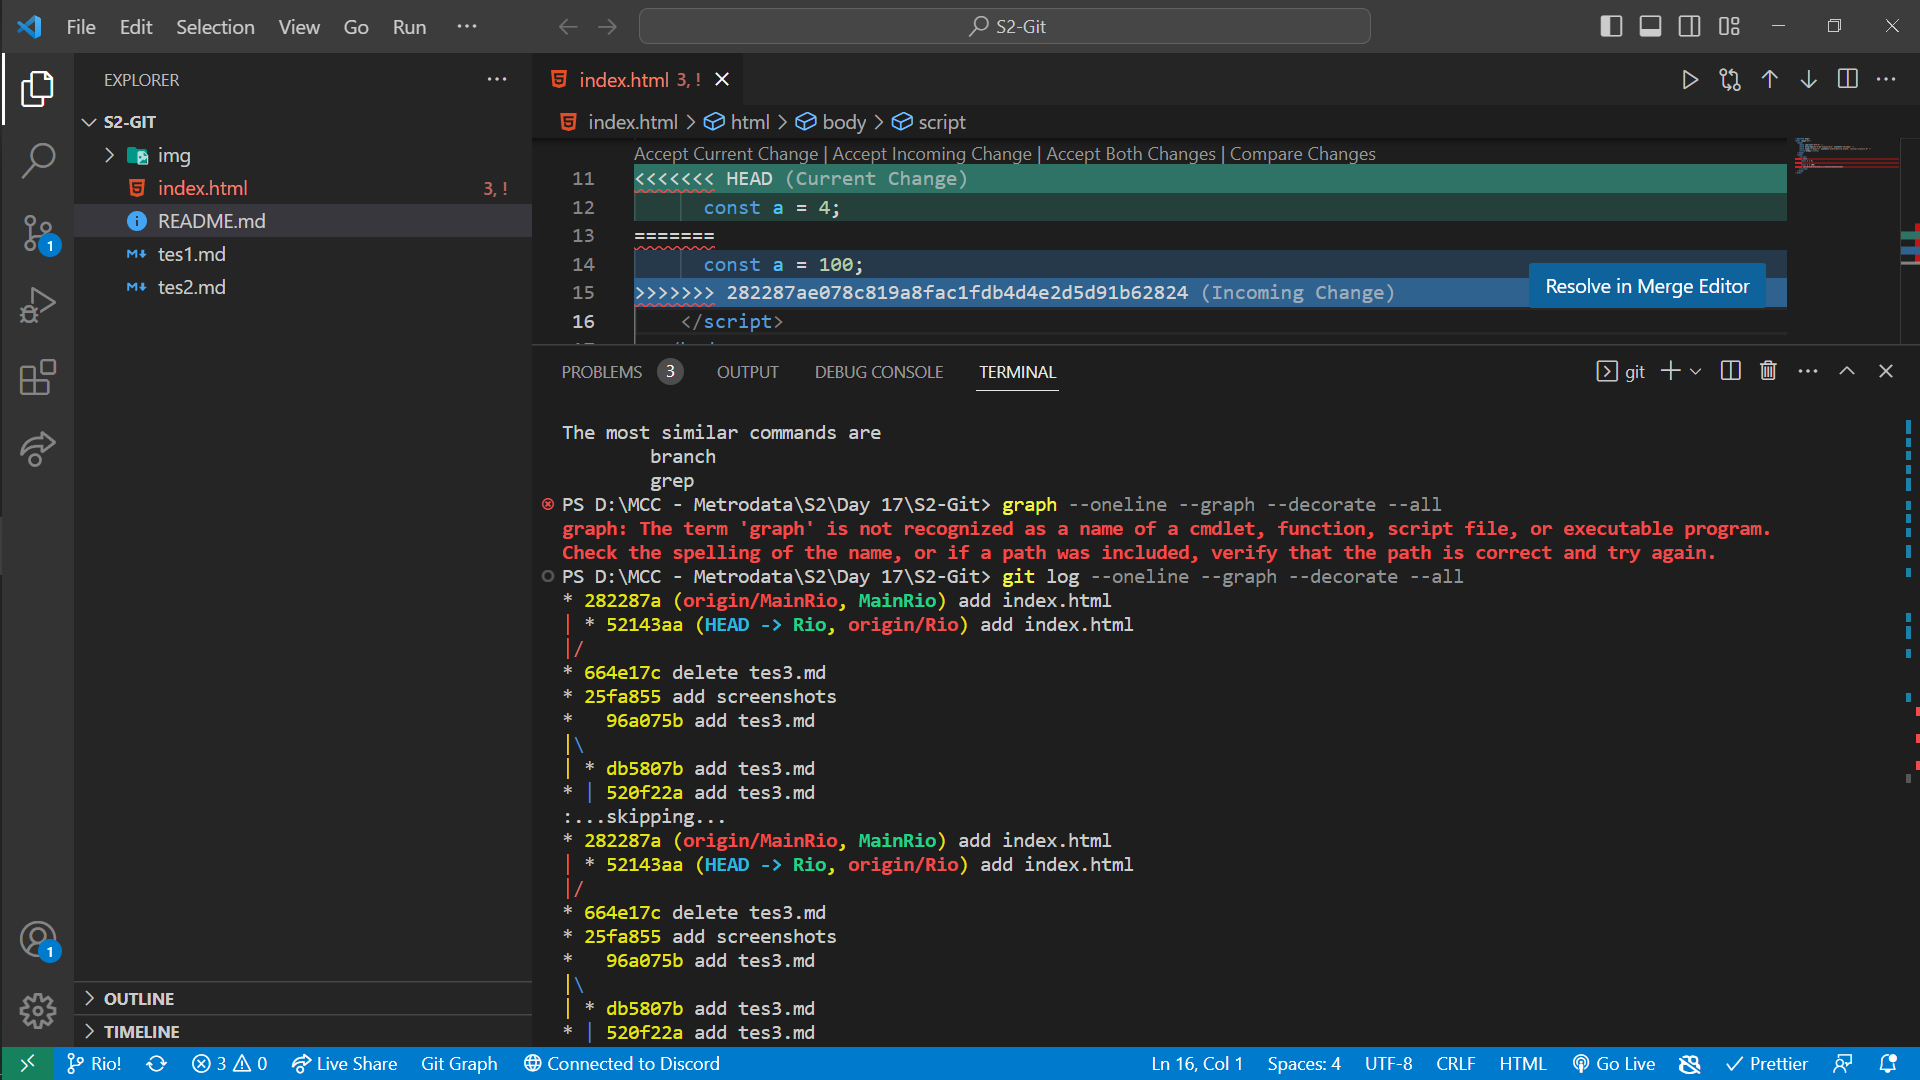 File Edit Selection View Go Run ...
S2-Git
EXPLORER
S2-GIT
img
index.html 3, !
README.md
tes1.md
tes2.md
OUTLINE
TIMELINE
index.html 3, !
index.html > html > body > script
Accept Current Change | Accept Incoming Change | Accept Both Changes | Compare Changes
11 <<<<<<< HEAD (Current Change)
12 const a = 4;
13 =======
14 const a = 100;
15 >>>>>>> 282287ae078c819a8fac1fdb4d4e2d5d91b62824 (Incoming Change)
Resolve in Merge Editor
16 </script>
PROBLEMS 3 OUTPUT DEBUG CONSOLE TERMINAL
git
The most similar commands are
branch
grep
PS D:\MCC - Metrodata\S2\Day 17\S2-Git> graph --oneline --graph --decorate --all
graph: The term 'graph' is not recognized as a name of a cmdlet, function, script file, or executable program.
Check the spelling of the name, or if a path was included, verify that the path is correct and try again.
PS D:\MCC - Metrodata\S2\Day 17\S2-Git> git log --oneline --graph --decorate --all
* 282287a (origin/MainRio, MainRio) add index.html
| * 52143aa (HEAD -> Rio, origin/Rio) add index.html
|/
* 664e17c delete tes3.md
* 25fa855 add screenshots
*   96a075b add tes3.md
|\
| * db5807b add tes3.md
* | 520f22a add tes3.md
:...skipping...
* 282287a (origin/MainRio, MainRio) add index.html
| * 52143aa (HEAD -> Rio, origin/Rio) add index.html
|/
* 664e17c delete tes3.md
* 25fa855 add screenshots
*   96a075b add tes3.md
|\
| * db5807b add tes3.md
* | 520f22a add tes3.md
1
1
Rio! 3 0 Live Share Git Graph Connected to Discord Ln 16, Col 1 Spaces: 4 UTF-8 CRLF HTML Go Live Prettier